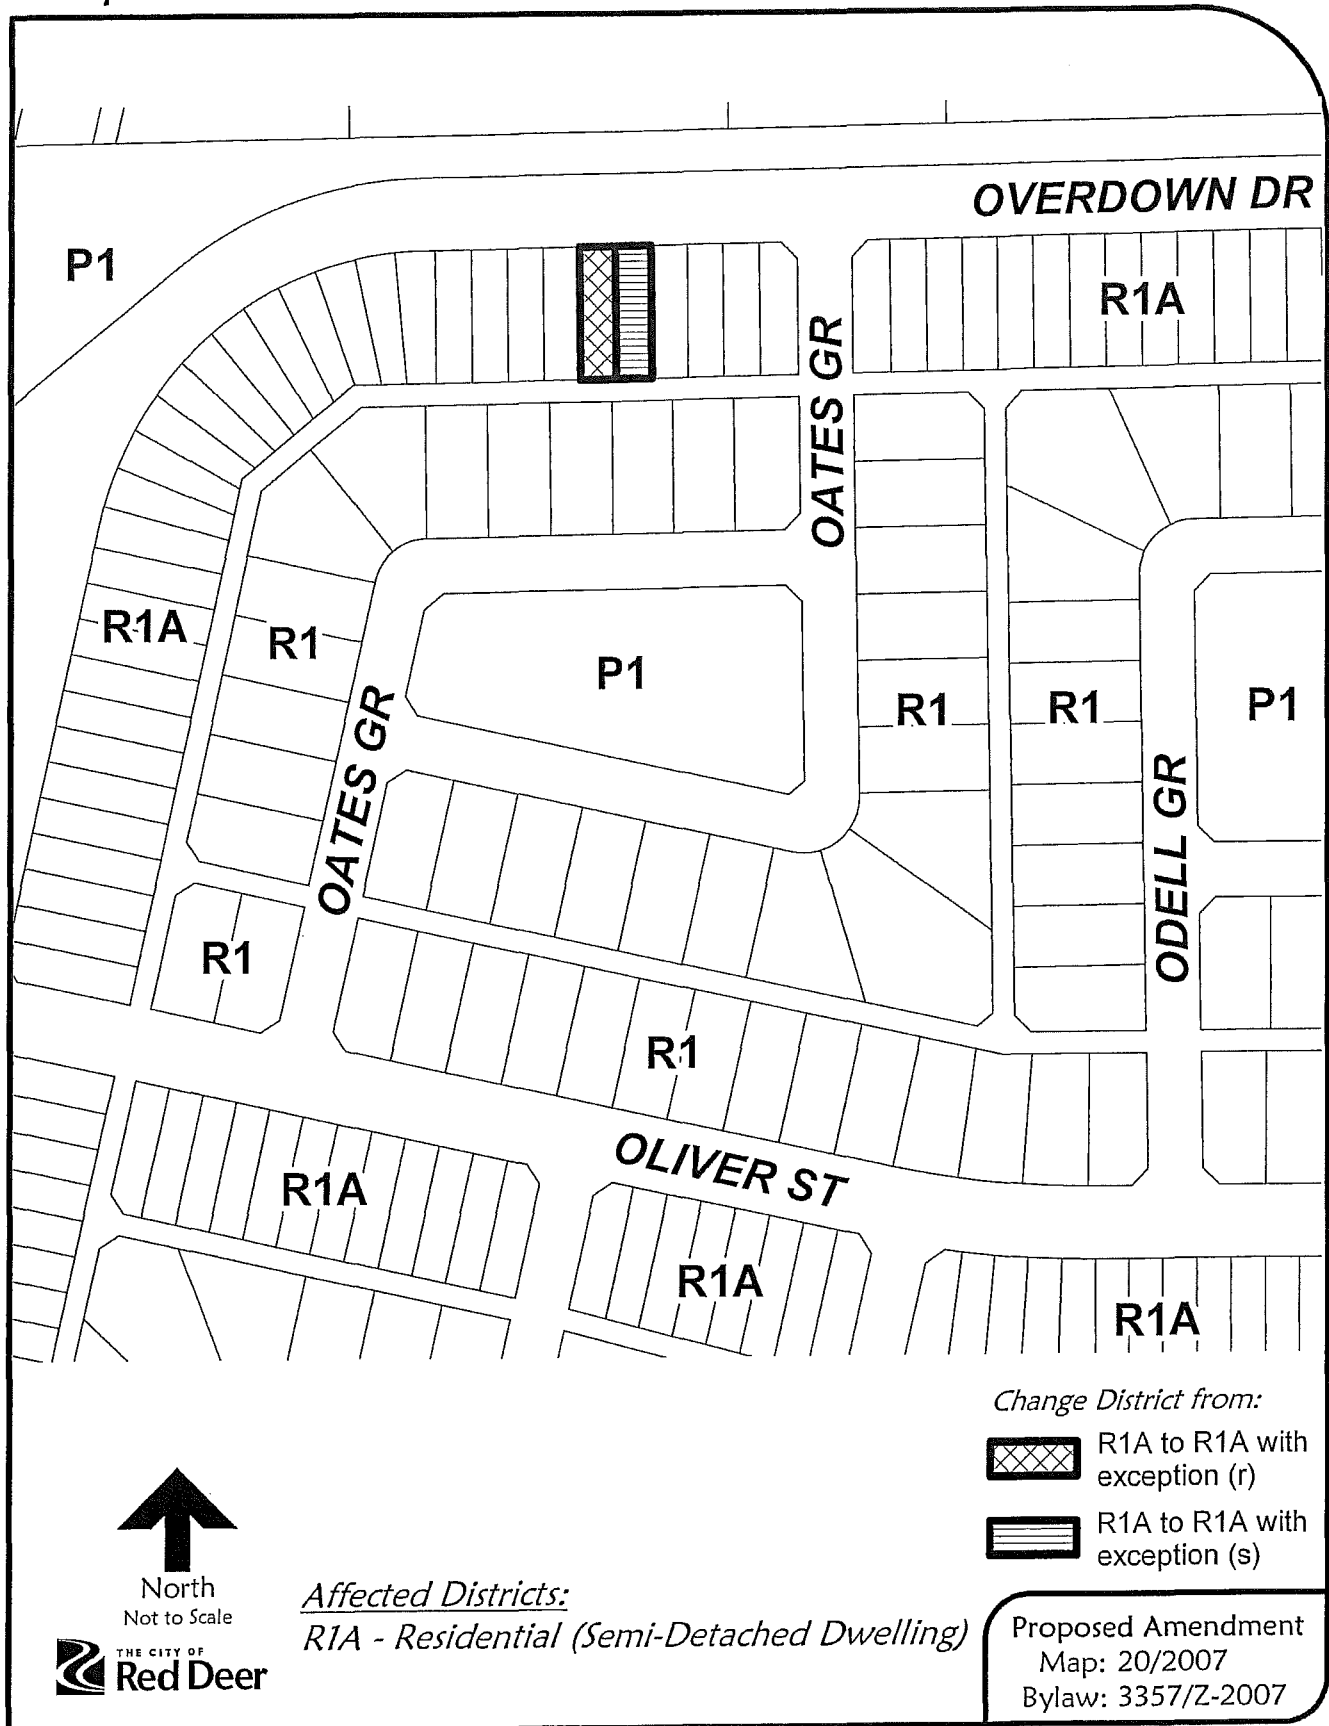 OVERDOWN DR
P1
R1A
OATES GR
R1A
R1
P1
R1
R1
P1
OATES GR
ODELL GR
R1
R1
OLIVER ST
R1A
R1A
R1A
Change District from:
R1A to R1A with
exception (r)
R1A to R1A with
exception (s)
North
Not to Scale
THE CITY OF
Red Deer
Affected Districts:
R1A - Residential (Semi-Detached Dwelling)
Proposed Amendment
Map: 20/2007
Bylaw: 3357/Z-2007